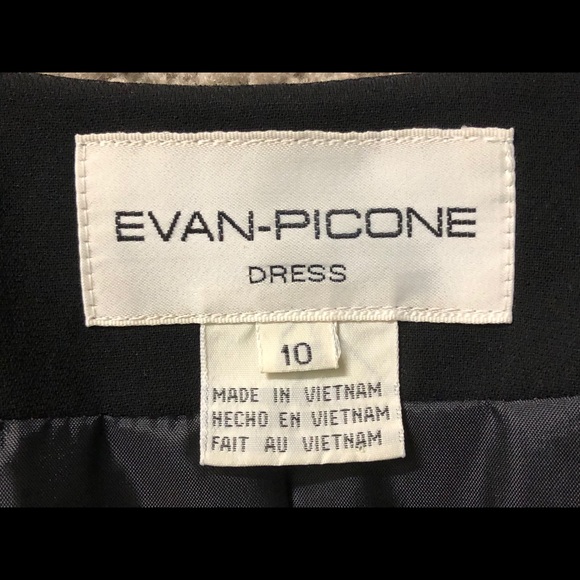 EVAN-PICONE
DRESS
10
MADE IN VIETNAM
HECHO EN VIETNAM
FAIT AU VIETNAM